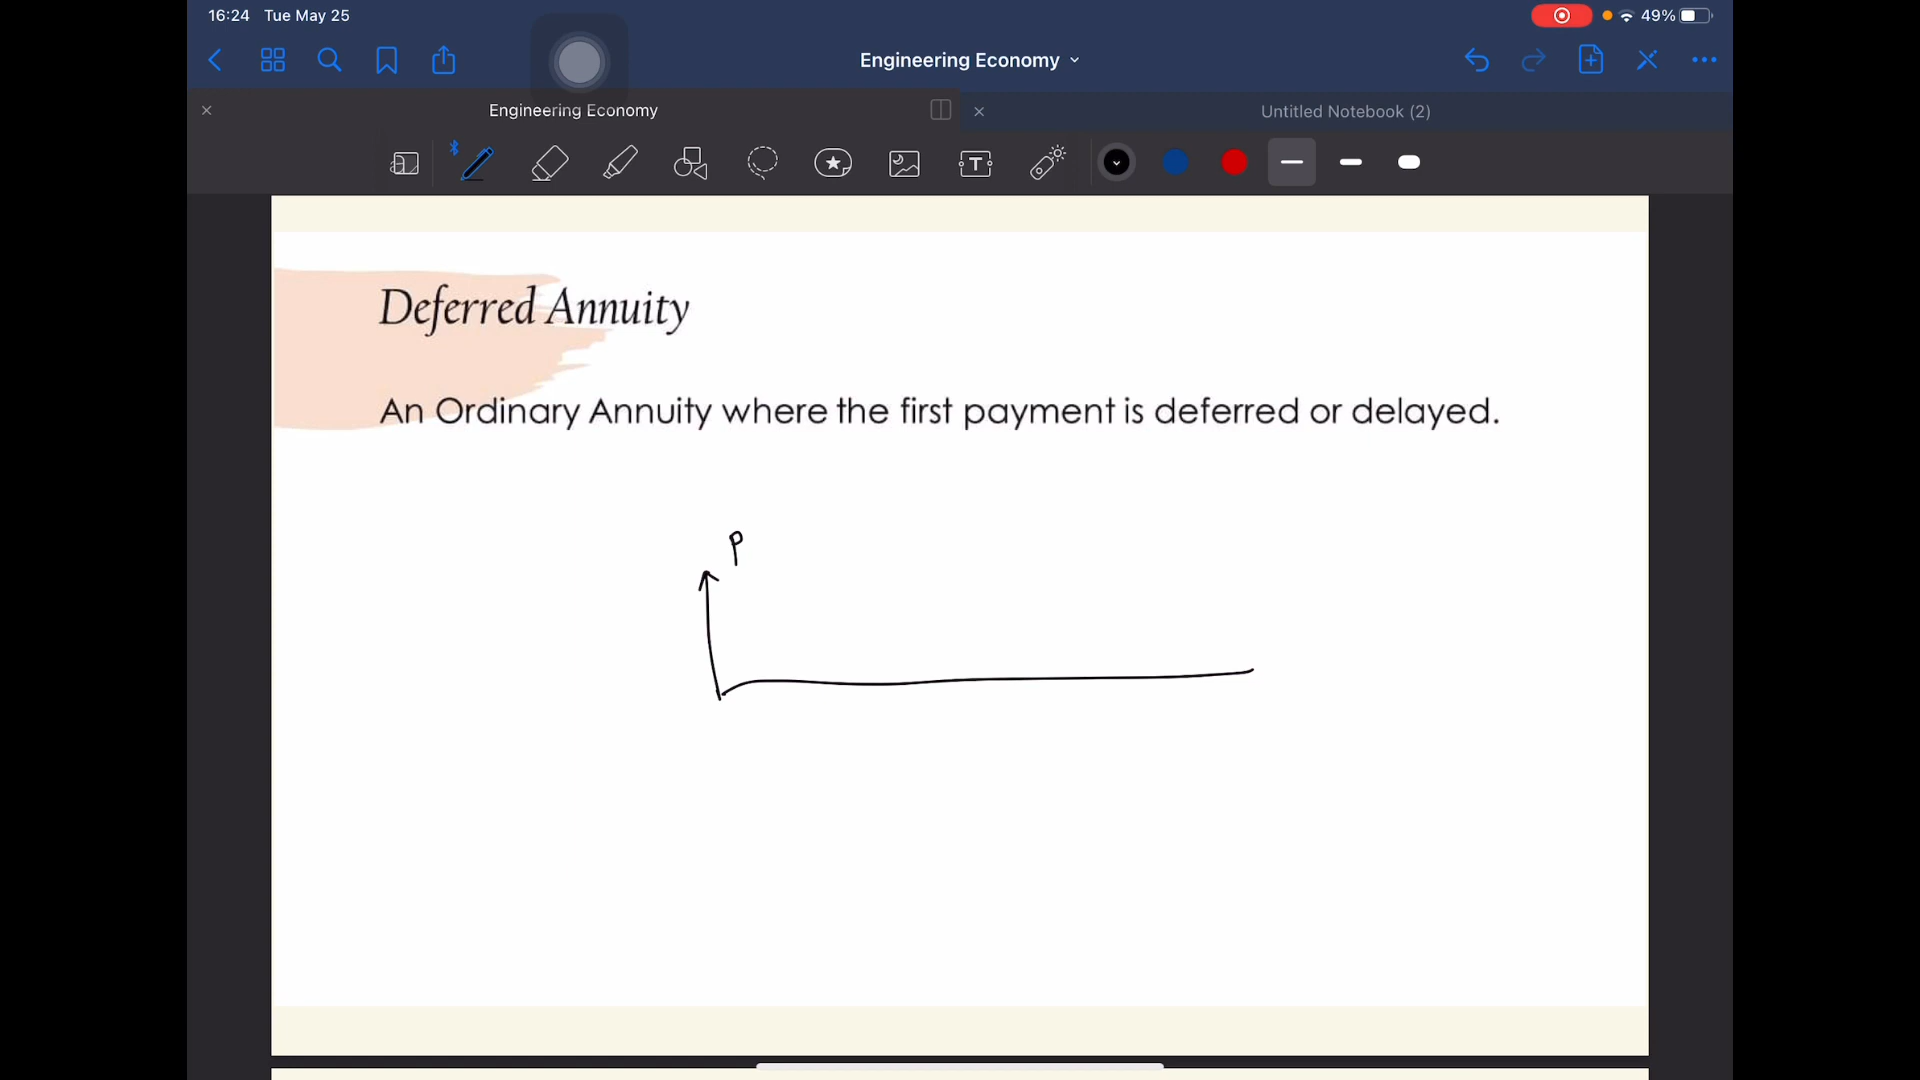 16:24 Tue May 25
49%
Engineering Economy
Engineering Economy
Untitled Notebook (2)
T
Deferred Annuity
An Ordinary Annuity where the first payment is deferred or delayed.
P